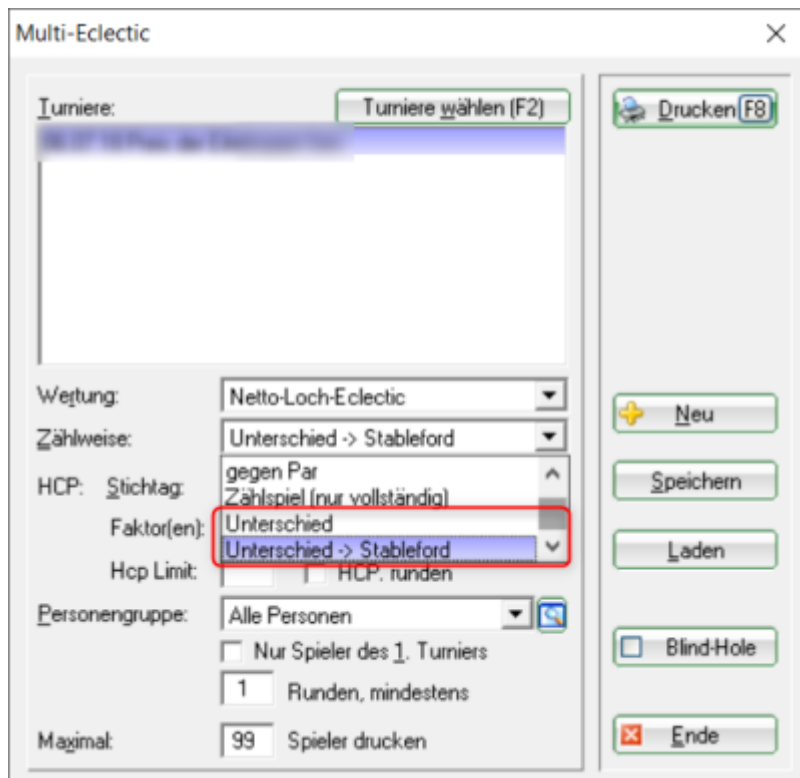 Multi-Eclectic
Turniere:
Turniere wählen (F2)
Wertung:
Netto-Loch-Eclectic
Zählweise:
Unterschied -> Stableford
gegen Par
Zählspiel (nur vollständig)
Unterschied
Unterschied -> Stableford
HCP: Stichtag:
Faktor(en):
Hcp Limit:
HCP. runden
Personengruppe:
Alle Personen
Nur Spieler des 1. Turniers
1 Runden, mindestens
Maximal: 99 Spieler drucken
Drucken F8
Neu
Speichern
Laden
Blind-Hole
Ende